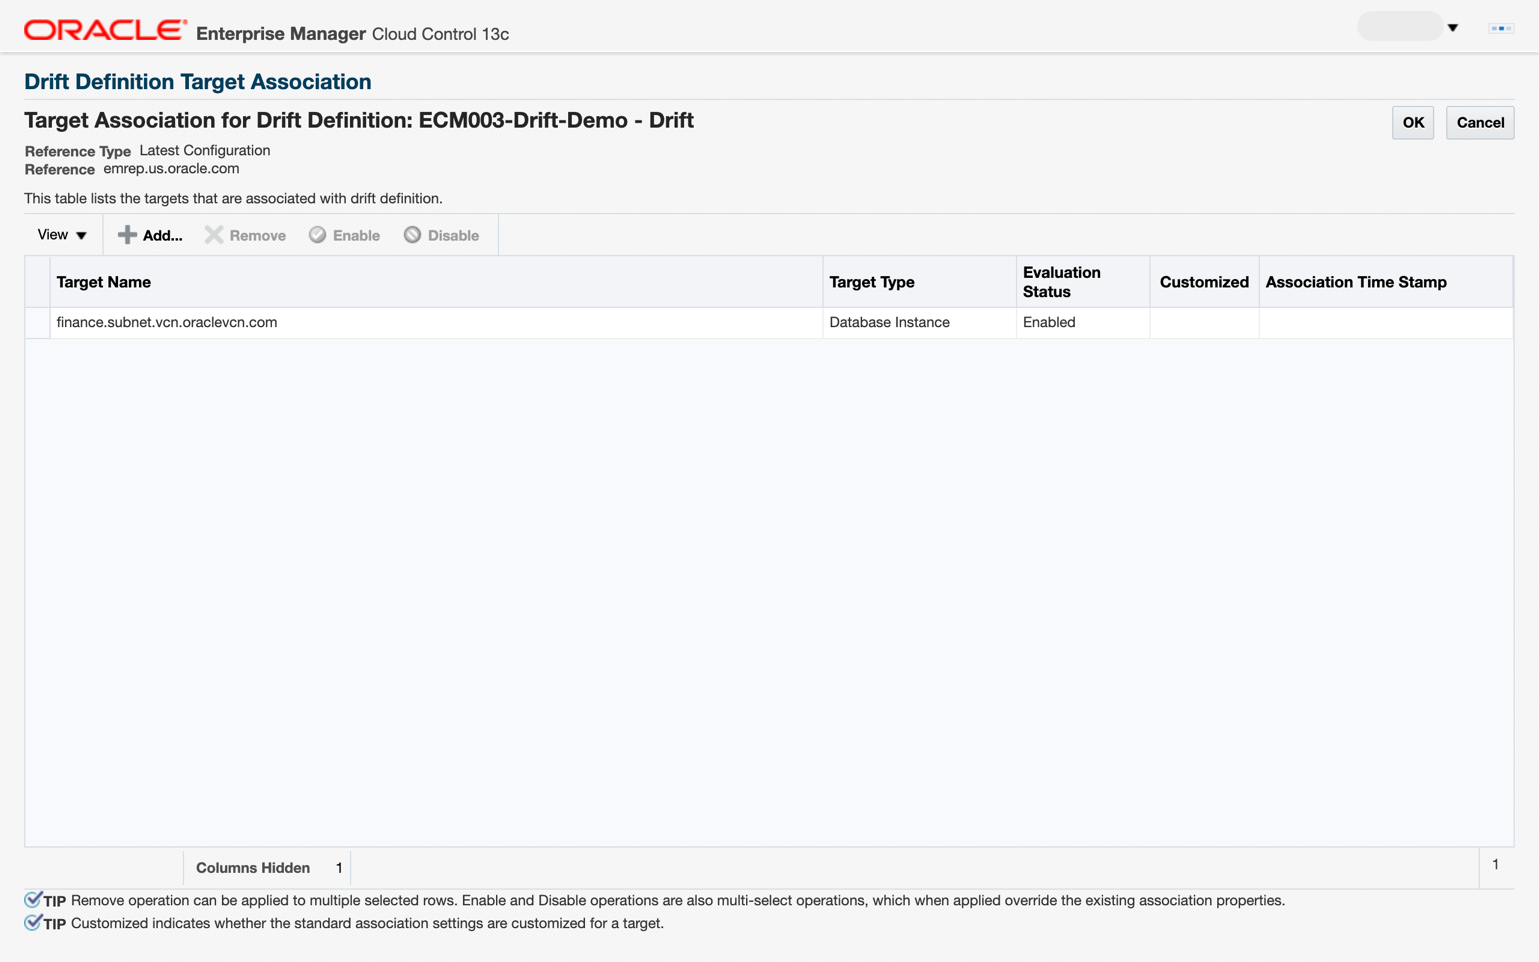 ORACLE® Enterprise Manager Cloud Control 13c
Drift Definition Target Association
Target Association for Drift Definition: ECM003-Drift-Demo - Drift
OK
Cancel
Reference Type Latest Configuration
Reference emrep.us.oracle.com
This table lists the targets that are associated with drift definition.
View
Add...
Remove
Enable
Disable
Target Name
Target Type
Evaluation
Status
Customized
Association Time Stamp
finance.subnet.vcn.oraclevcn.com
Database Instance
Enabled
Columns Hidden 1
1
TIP Remove operation can be applied to multiple selected rows. Enable and Disable operations are also multi-select operations, which when applied override the existing association properties.
TIP Customized indicates whether the standard association settings are customized for a target.